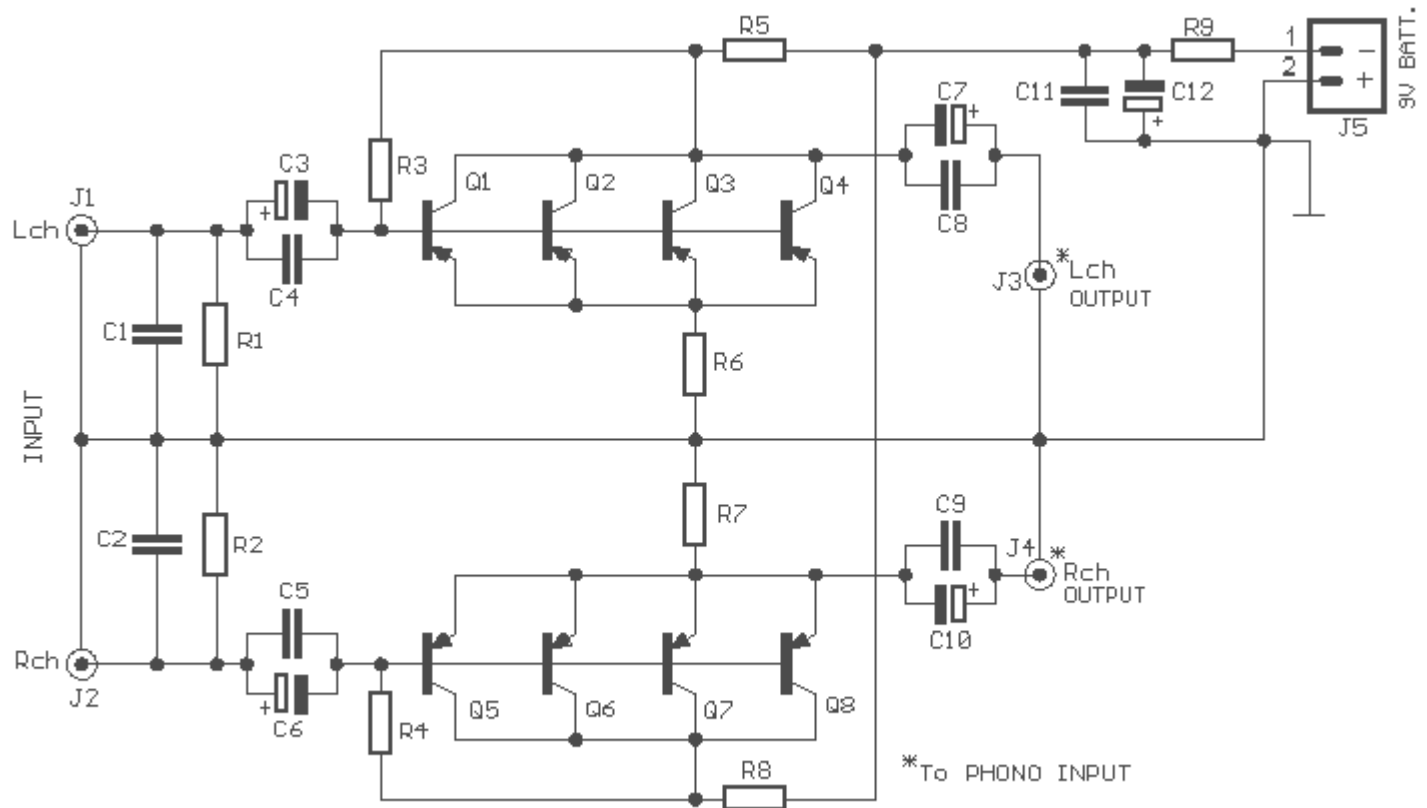 R5
R9
1
-
2
+
J5
9V BATT.
C11
C12
+
C7
+
C8
R3
Q1
Q2
Q3
Q4
C3
+
C4
J1
Lch
J3
*Lch
OUTPUT
C1
R1
R6
INPUT
C2
R2
R7
C9
J4
*
Rch
OUTPUT
+
C10
C5
+
C6
Rch
J2
R4
Q5
Q6
Q7
Q8
R8
*To PHONO INPUT